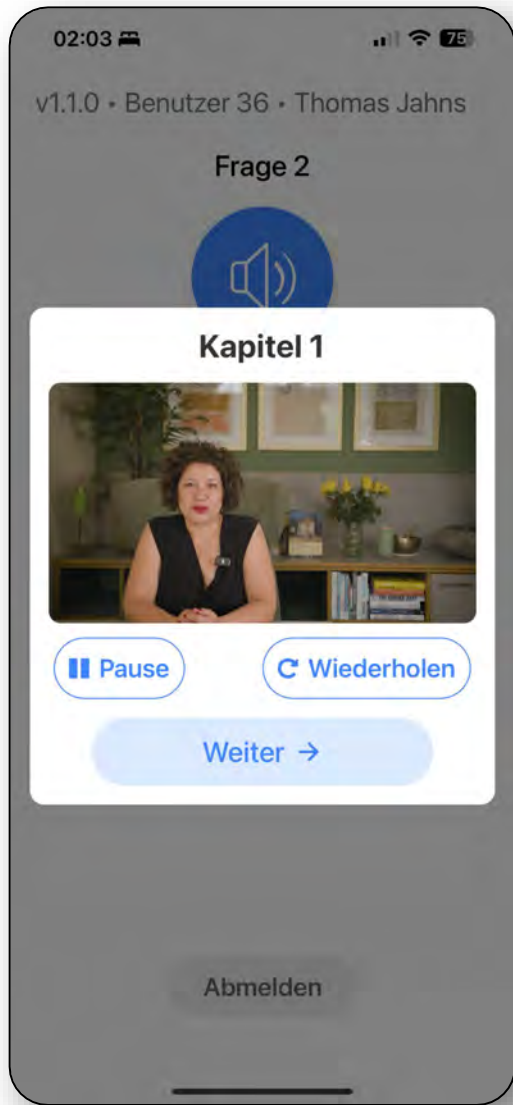 02:03
75
v1.1.0 • Benutzer 36 • Thomas Jahns
Frage 2
Kapitel 1
Pause
Wiederholen
Weiter →
Abmelden